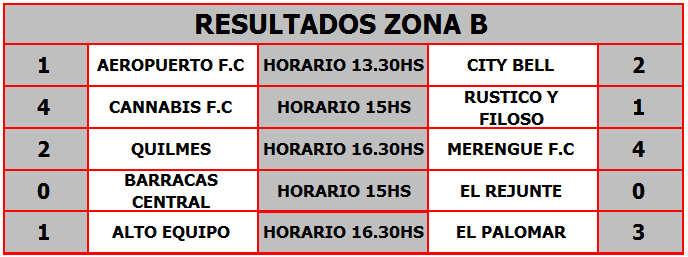 RESULTADOS ZONA B
1 AEROPUERTO F.C HORARIO 13.30HS CITY BELL 2
4 CANNABIS F.C HORARIO 15HS RUSTICO Y
FILOSO 1
2 QUILMES HORARIO 16.30HS MERENGUE F.C 4
0 BARRACAS
CENTRAL HORARIO 15HS EL REJUNTE 0
1 ALTO EQUIPO HORARIO 16.30HS EL PALOMAR 3